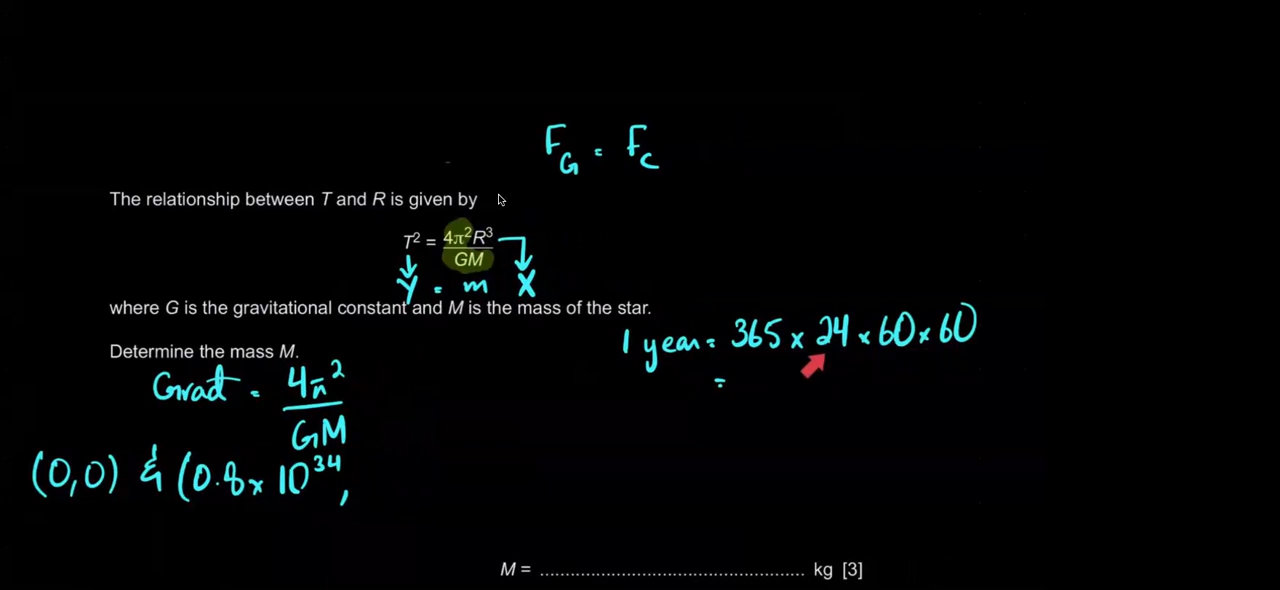 F_G = F_C
The relationship between T and R is given by
T² = 4π²R³ / GM
Y = m X
where G is the gravitational constant and M is the mass of the star.
1 year = 365 × 24 × 60 × 60
=
Determine the mass M.
Grad = 4π² / GM
(0,0) & (0.8 × 10³⁴,
M = ................................................ kg [3]